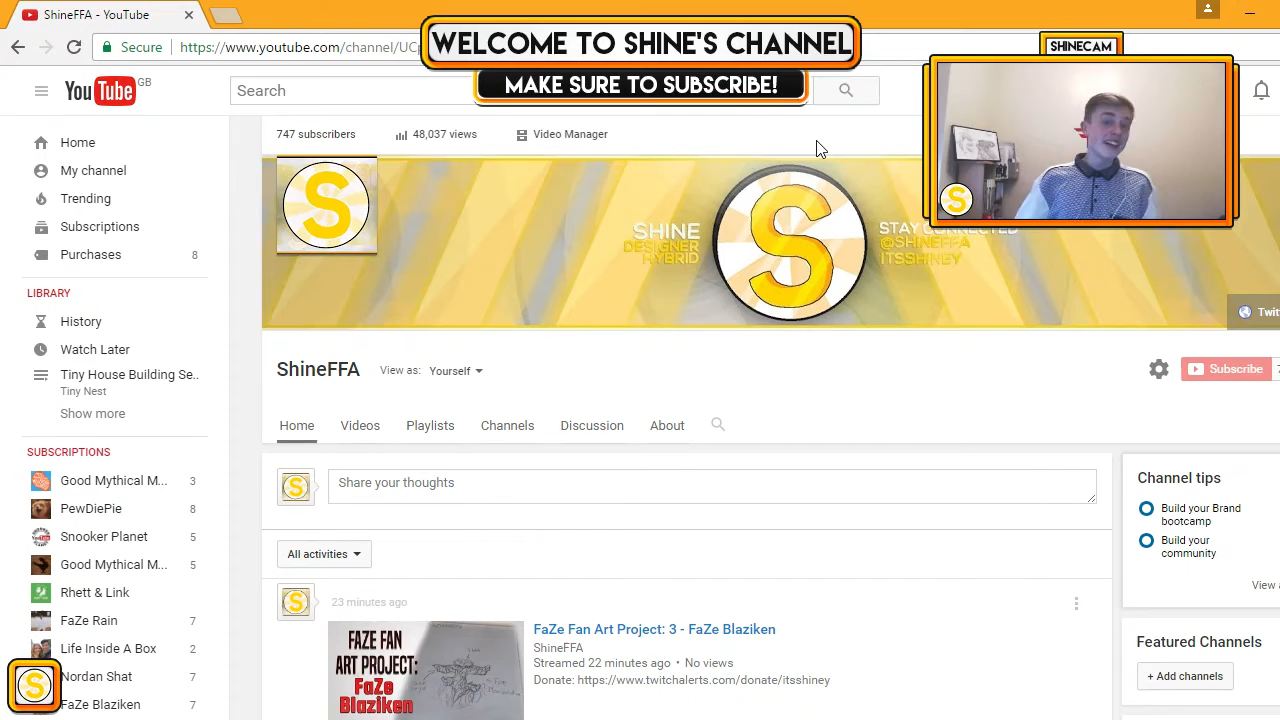 ShineFFA - YouTube
WELCOME TO SHINE'S CHANNEL
MAKE SURE TO SUBSCRIBE!
SHINECAM
Secure
https://www.youtube.com/channel/UC
YouTube GB
Search
747 subscribers
48,037 views
Video Manager
Home
My channel
Trending
Subscriptions
Purchases 8
LIBRARY
History
Watch Later
Tiny House Building Se..
Tiny Nest
Show more
SUBSCRIPTIONS
Good Mythical M... 3
PewDiePie 8
Snooker Planet 5
Good Mythical M... 5
Rhett & Link
FaZe Rain 7
Life Inside A Box 2
Nordan Shat 7
FaZe Blaziken 7
S
S
SHINE
DESIGNER
HYBRID
S
STAY CONNECTED
@SHINEFFA
ITSSHINEY
S
Twit
ShineFFA
View as: Yourself
Subscribe
Home
Videos
Playlists
Channels
Discussion
About
S
Share your thoughts
All activities
S
23 minutes ago
FAZE FAN
ART PROJECT:
FaZe
Blaziken
FaZe Fan Art Project: 3 - FaZe Blaziken
ShineFFA
Streamed 22 minutes ago • No views
Donate: https://www.twitchalerts.com/donate/itsshiney
Channel tips
Build your Brand
bootcamp
Build your
community
View a
Featured Channels
+ Add channels